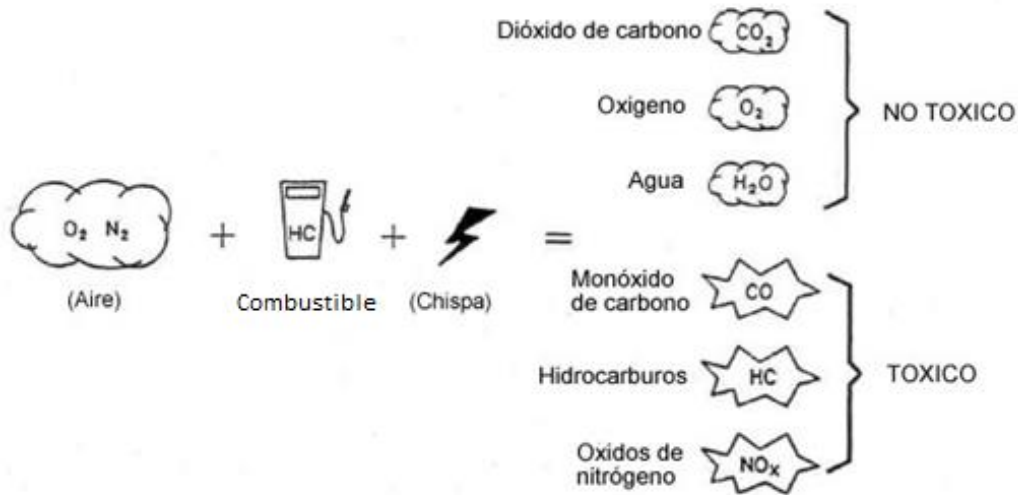 Dióxido de carbono
CO₂
Oxigeno
O₂
NO TOXICO
Agua
H₂O
O₂ N₂
+
HC
+
=
(Aire)
Combustible
(Chispa)
Monóxido
de carbono
CO
Hidrocarburos
HC
TOXICO
Oxidos de
nitrógeno
NOx